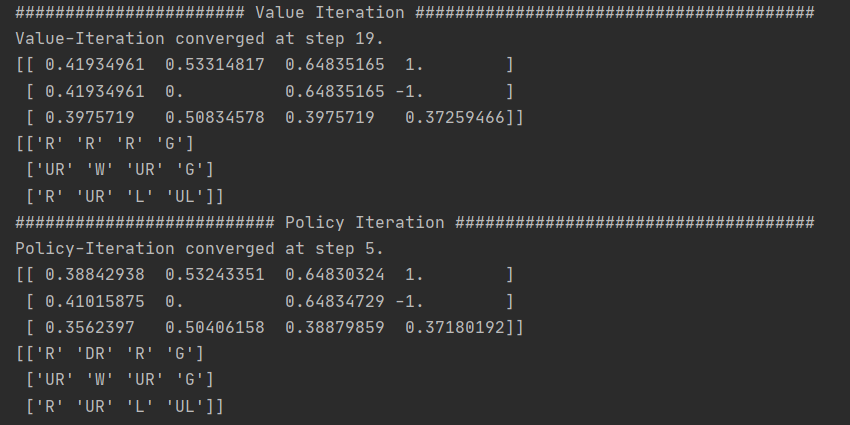 ####################### Value Iteration ########################################
Value-Iteration converged at step 19.
[[ 0.41934961  0.53314817  0.64835165  1.        ]
 [ 0.41934961  0.          0.64835165 -1.        ]
 [ 0.3975719   0.50834578  0.3975719   0.37259466]]
[['R' 'R' 'R' 'G']
 ['UR' 'W' 'UR' 'G']
 ['R' 'UR' 'L' 'UL']]
########################## Policy Iteration ####################################
Policy-Iteration converged at step 5.
[[ 0.38842938  0.53243351  0.64830324  1.        ]
 [ 0.41015875  0.          0.64834729 -1.        ]
 [ 0.3562397   0.50406158  0.38879859  0.37180192]]
[['R' 'DR' 'R' 'G']
 ['UR' 'W' 'UR' 'G']
 ['R' 'UR' 'L' 'UL']]